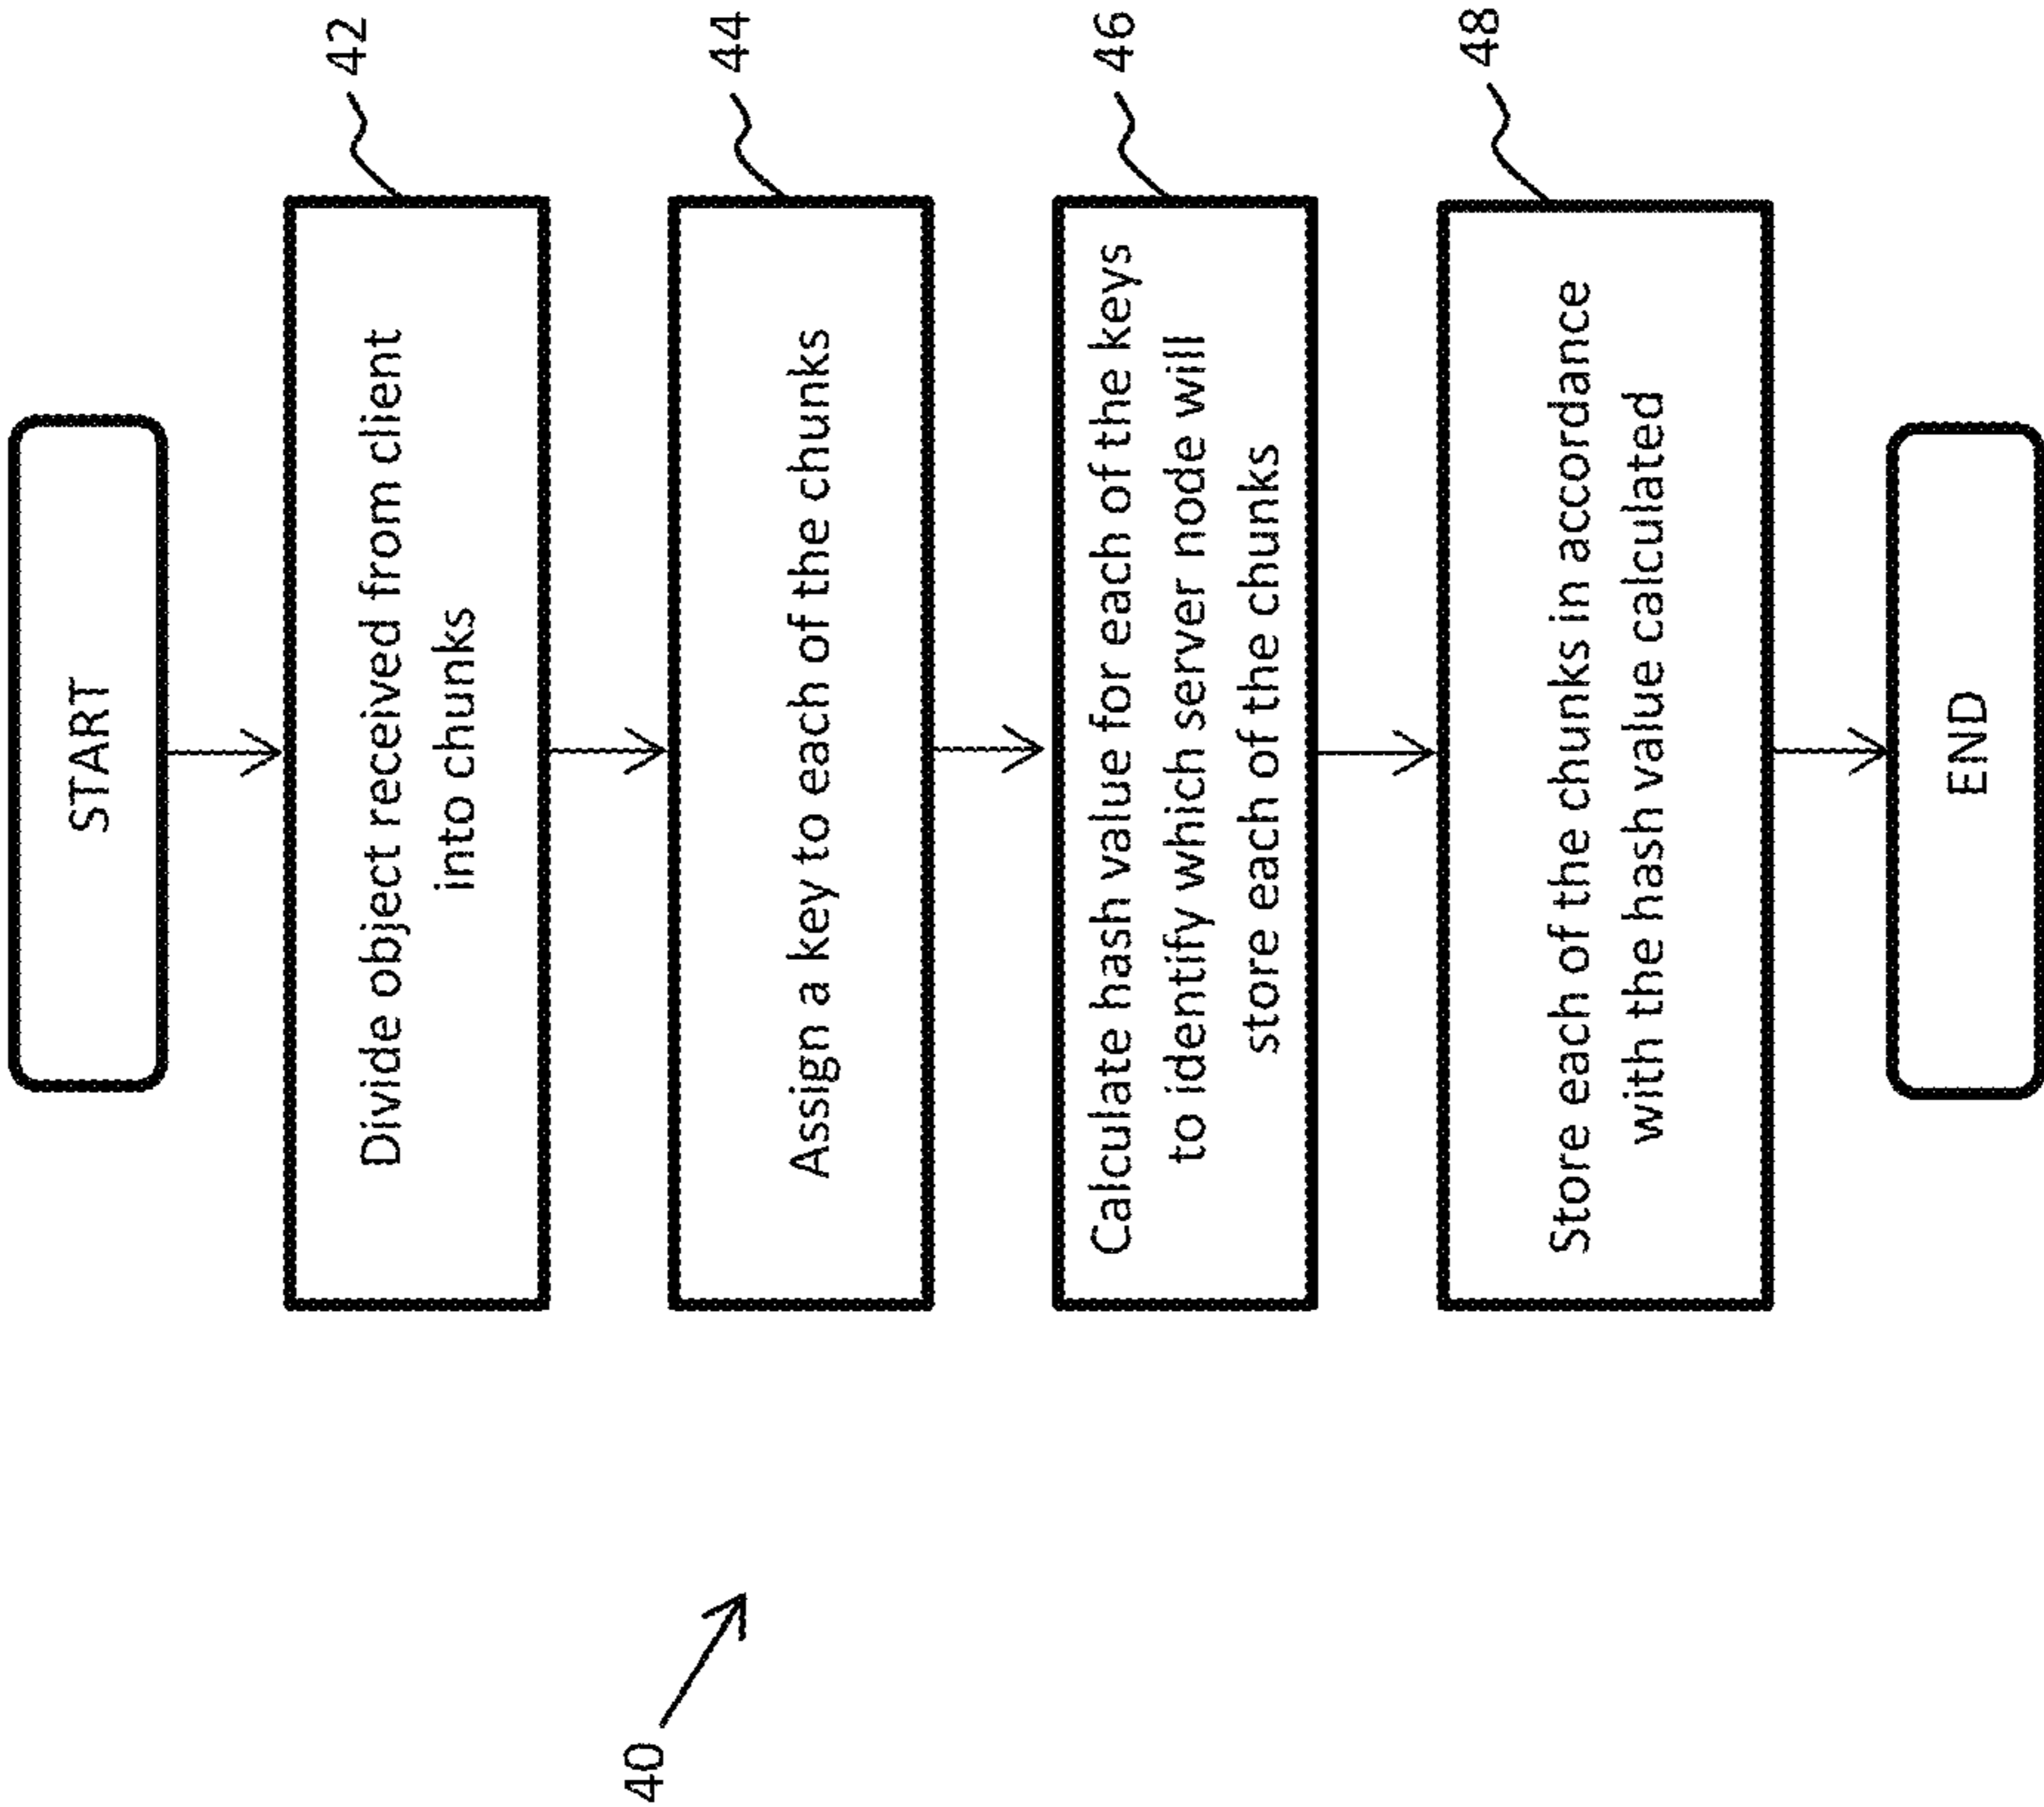 START
42
Divide object received from client
into chunks
44
Assign a key to each of the chunks
46
Calculate hash value for each of the keys
to identify which server node will
store each of the chunks
48
Store each of the chunks in accordance
with the hash value calculated
END
40